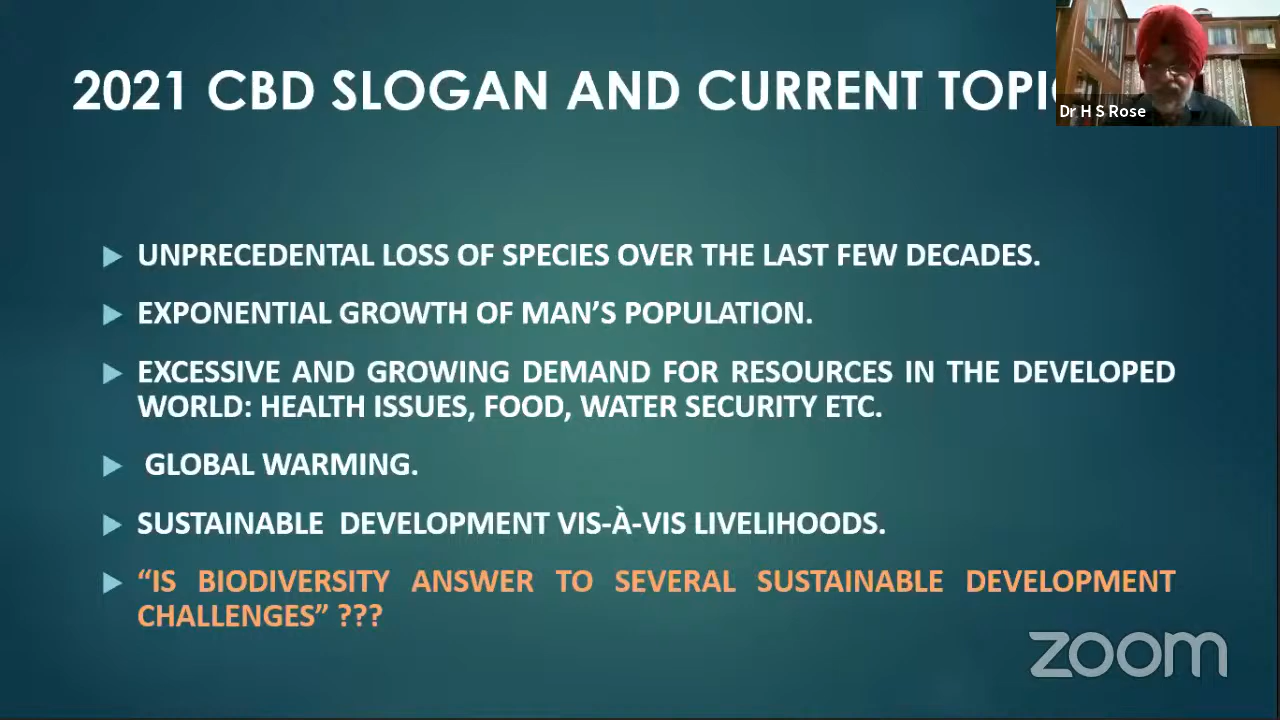 2021 CBD SLOGAN AND CURRENT TOPI
Dr H S Rose
UNPRECEDENTAL LOSS OF SPECIES OVER THE LAST FEW DECADES.
EXPONENTIAL GROWTH OF MAN’S POPULATION.
EXCESSIVE AND GROWING DEMAND FOR RESOURCES IN THE DEVELOPED
WORLD: HEALTH ISSUES, FOOD, WATER SECURITY ETC.
GLOBAL WARMING.
SUSTAINABLE DEVELOPMENT VIS-À-VIS LIVELIHOODS.
“IS BIODIVERSITY ANSWER TO SEVERAL SUSTAINABLE DEVELOPMENT
CHALLENGES” ???
zoom